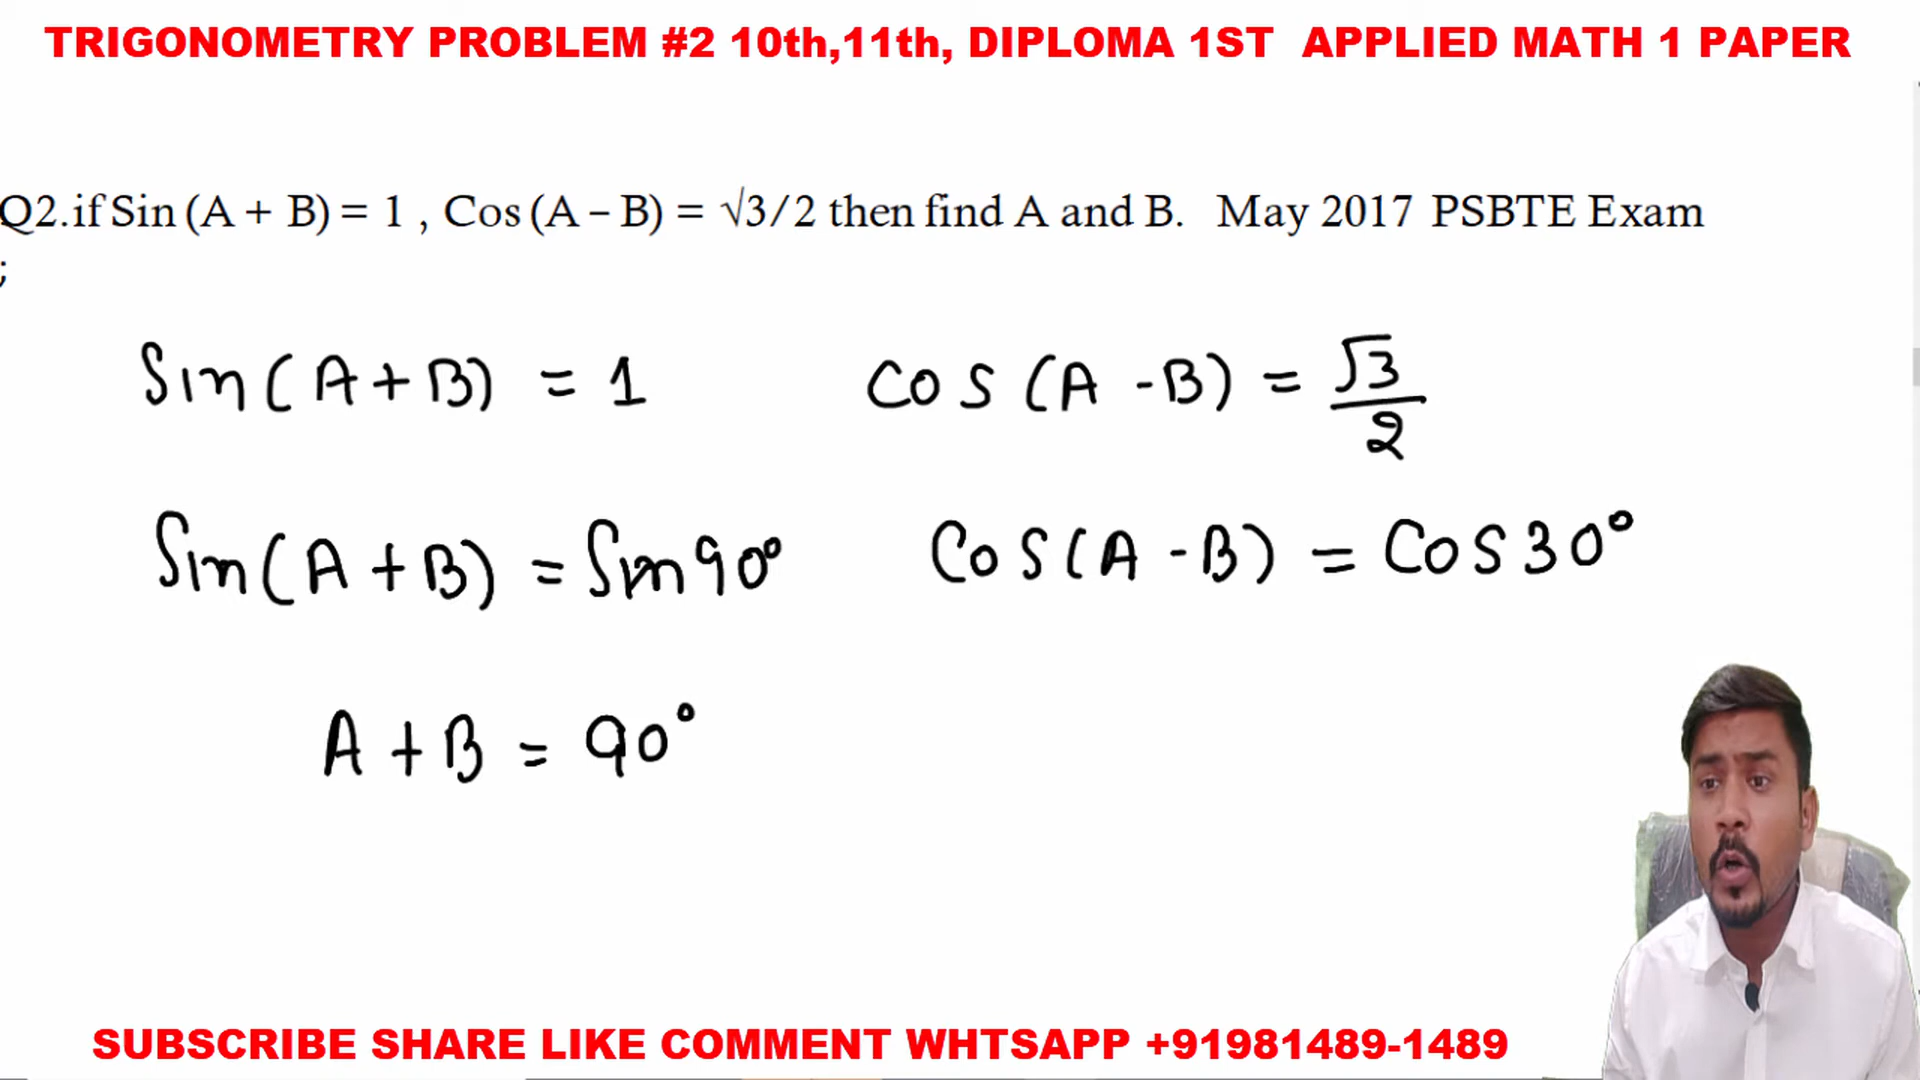 TRIGONOMETRY PROBLEM #2 10th,11th, DIPLOMA 1ST APPLIED MATH 1 PAPER
Q2.if Sin (A + B) = 1 , Cos (A – B) = √3/2 then find A and B. May 2017 PSBTE Exam
;
Sin(A+B) = 1
Cos(A-B) = √3/2
Sin(A+B) = Sin90°
Cos(A-B) = Cos30°
A+B = 90°
SUBSCRIBE SHARE LIKE COMMENT WHTSAPP +91981489-1489